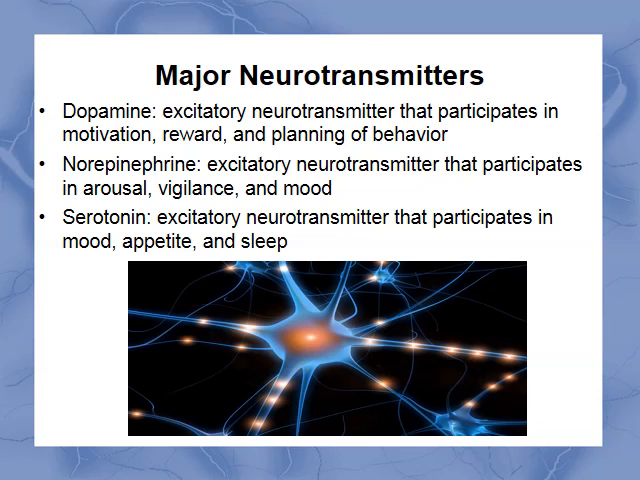 Major Neurotransmitters
• Dopamine: excitatory neurotransmitter that participates in
motivation, reward, and planning of behavior
• Norepinephrine: excitatory neurotransmitter that participates
in arousal, vigilance, and mood
• Serotonin: excitatory neurotransmitter that participates in
mood, appetite, and sleep